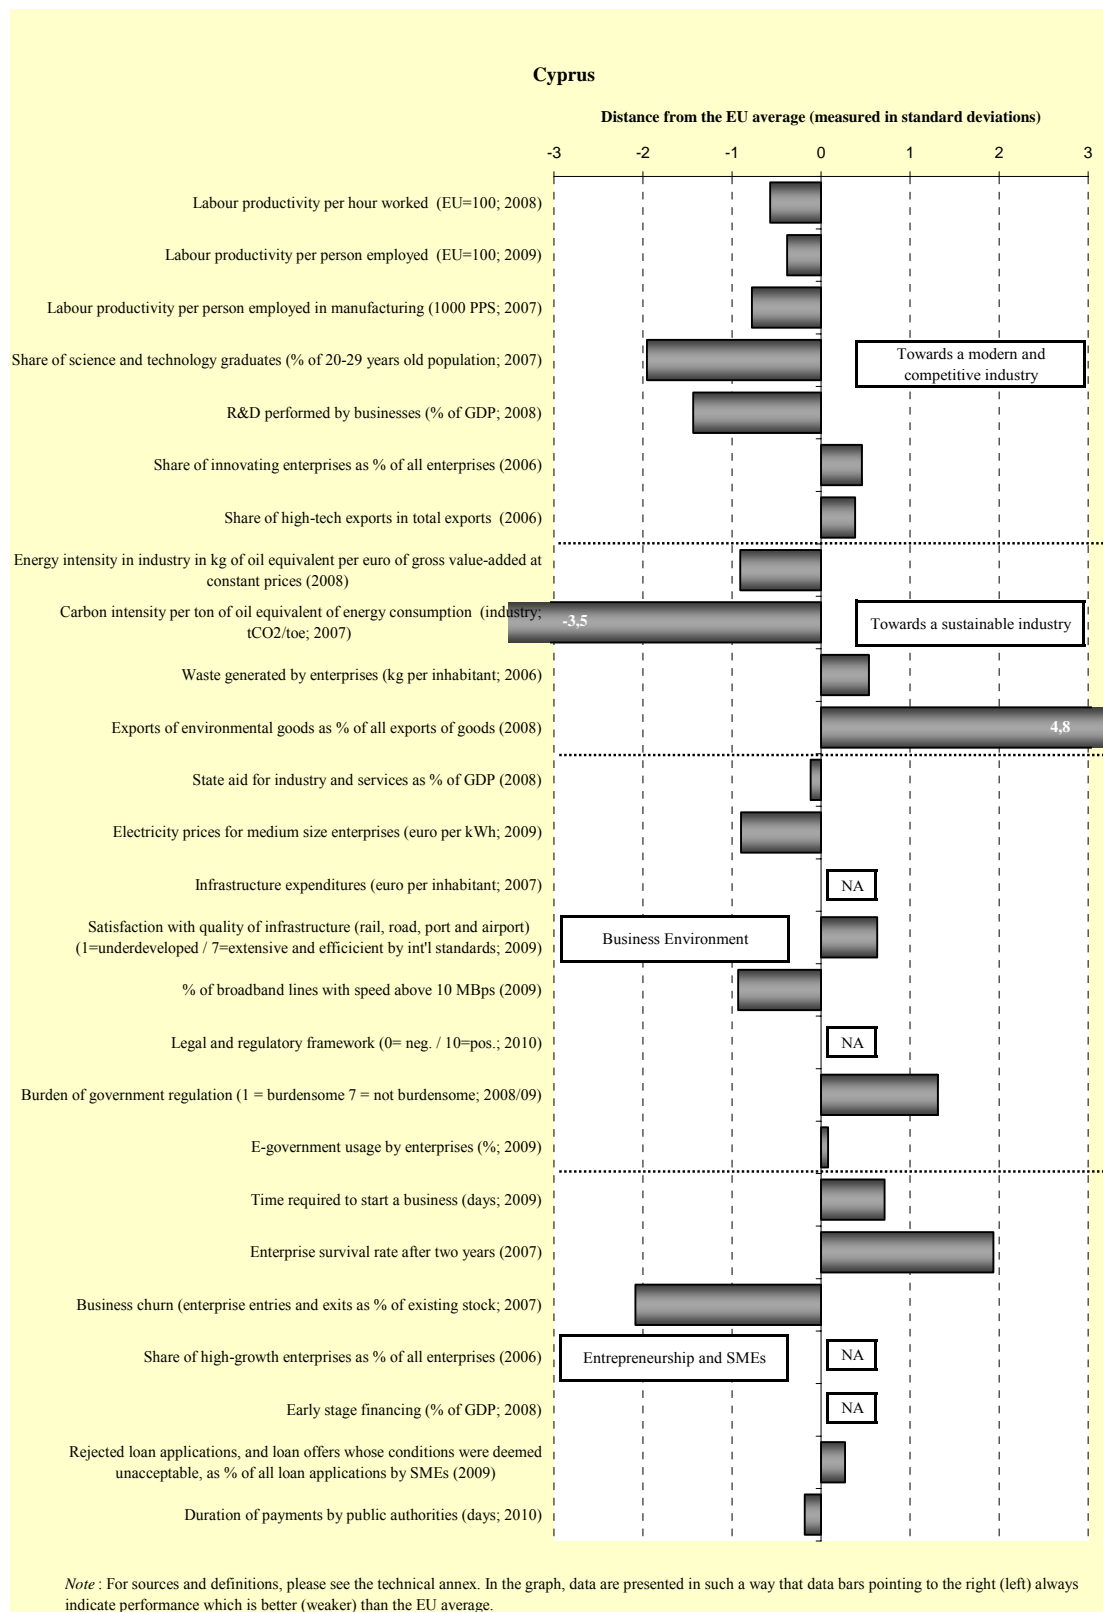 Cyprus
Distance from the EU average (measured in standard deviations)
-3 -2 -1 0 1 2 3
Labour productivity per hour worked (EU=100; 2008)
Labour productivity per person employed (EU=100; 2009)
Labour productivity per person employed in manufacturing (1000 PPS; 2007)
Share of science and technology graduates (% of 20-29 years old population; 2007)
Towards a modern and
competitive industry
R&D performed by businesses (% of GDP; 2008)
Share of innovating enterprises as % of all enterprises (2006)
Share of high-tech exports in total exports (2006)
Energy intensity in industry in kg of oil equivalent per euro of gross value-added at
constant prices (2008)
Carbon intensity per ton of oil equivalent of energy consumption (industry;
tCO2/toe; 2007)
-3,5
Towards a sustainable industry
Waste generated by enterprises (kg per inhabitant; 2006)
Exports of environmental goods as % of all exports of goods (2008)
4,8
State aid for industry and services as % of GDP (2008)
Electricity prices for medium size enterprises (euro per kWh; 2009)
Infrastructure expenditures (euro per inhabitant; 2007)
NA
Satisfaction with quality of infrastructure (rail, road, port and airport)
(1=underdeveloped / 7=extensive and efficicient by int'l standards; 2009)
Business Environment
% of broadband lines with speed above 10 MBps (2009)
Legal and regulatory framework (0= neg. / 10=pos.; 2010)
NA
Burden of government regulation (1 = burdensome 7 = not burdensome; 2008/09)
E-government usage by enterprises (%; 2009)
Time required to start a business (days; 2009)
Enterprise survival rate after two years (2007)
Business churn (enterprise entries and exits as % of existing stock; 2007)
Share of high-growth enterprises as % of all enterprises (2006)
Entrepreneurship and SMEs
NA
Early stage financing (% of GDP; 2008)
NA
Rejected loan applications, and loan offers whose conditions were deemed
unacceptable, as % of all loan applications by SMEs (2009)
Duration of payments by public authorities (days; 2010)
Note : For sources and definitions, please see the technical annex. In the graph, data are presented in such a way that data bars pointing to the right (left) always
indicate performance which is better (weaker) than the EU average.